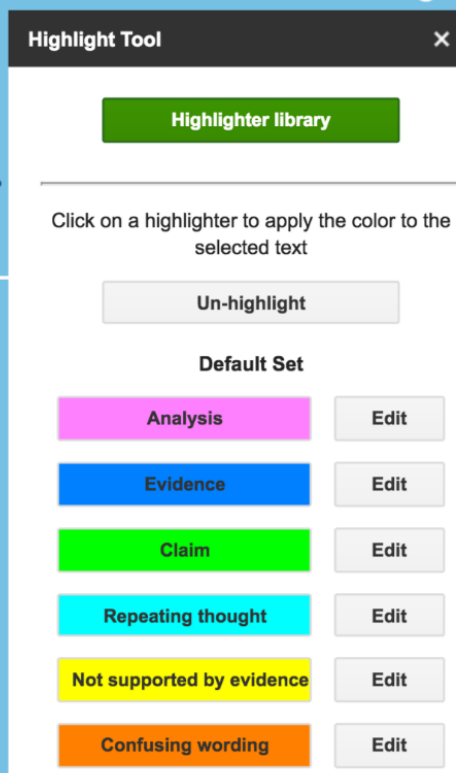 Highlight Tool ×
Highlighter library
Click on a highlighter to apply the color to the
selected text
Un-highlight
Default Set
Analysis Edit
Evidence Edit
Claim Edit
Repeating thought Edit
Not supported by evidence Edit
Confusing wording Edit